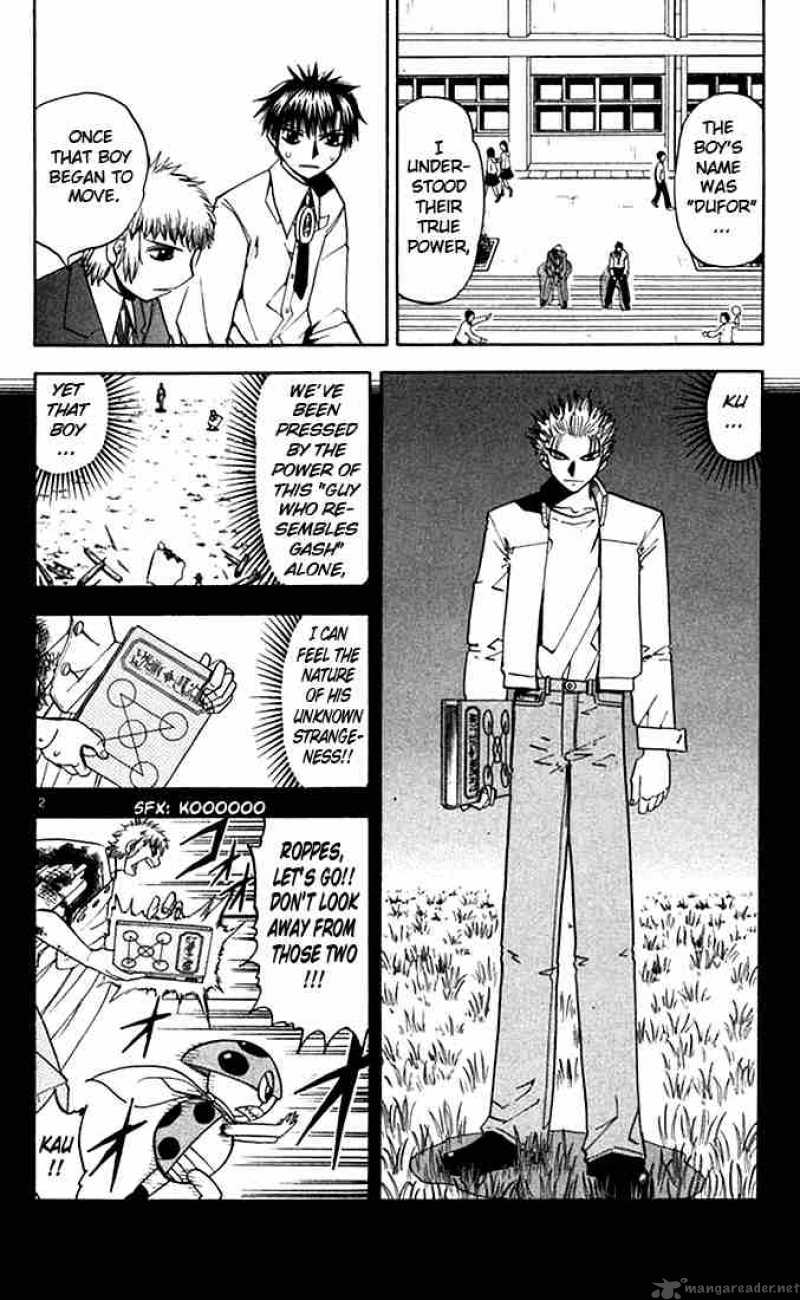 THE
BOY'S
NAME
WAS
"DUFOR"
...
I
UNDER-
STOOD
THEIR
TRUE
POWER,
ONCE
THAT BOY
BEGAN TO
MOVE.
KU
...
WE'VE
BEEN
PRESSED
BY THE
POWER OF
THIS "GUY
WHO RE-
SEMBLES
GASH"
ALONE,
YET
THAT
BOY
...
I CAN
FEEL THE
NATURE
OF HIS
UNKNOWN
STRANGE-
NESS!!
2
SFX: KOOOOOO
ROPPES,
LET'S GO!!
DON'T LOOK
AWAY FROM
THOSE TWO
!!!
KAU
!!
mangareader.net